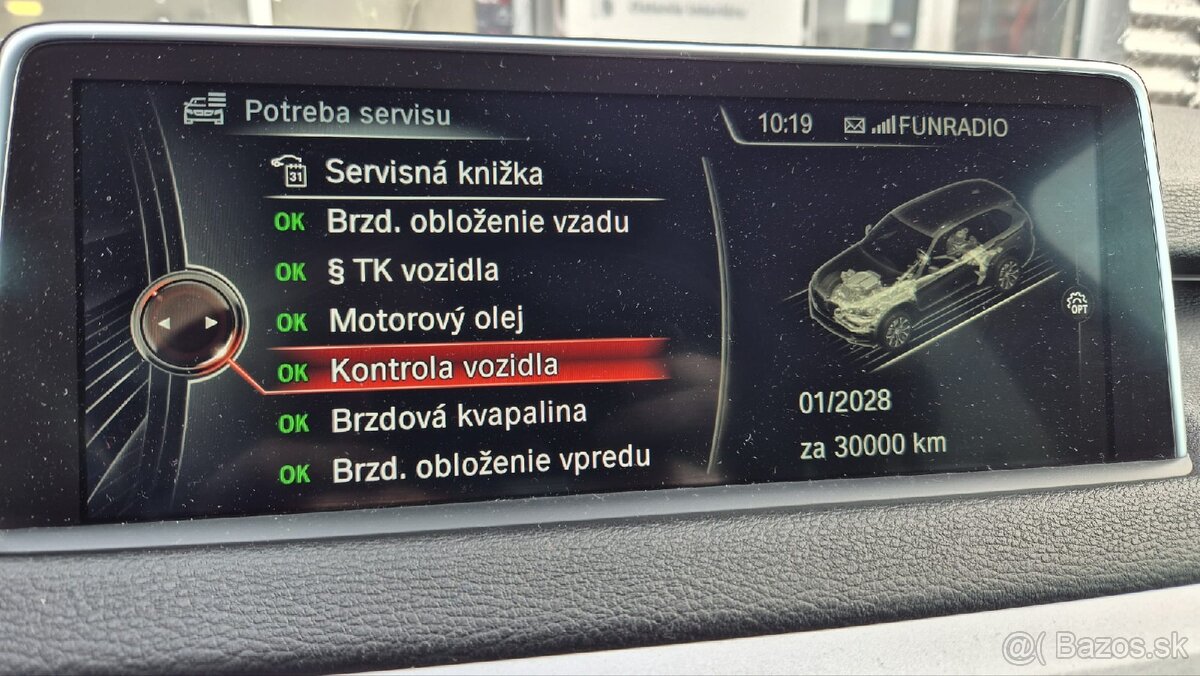 Potreba servisu
10:19 FUNRADIO
31 Servisná knižka
OK Brzd. obloženie vzadu
OK § TK vozidla
OK Motorový olej
OK Kontrola vozidla
OK Brzdová kvapalina
OK Brzd. obloženie vpredu
OPT
01/2028
za 30000 km
@( Bazos.sk